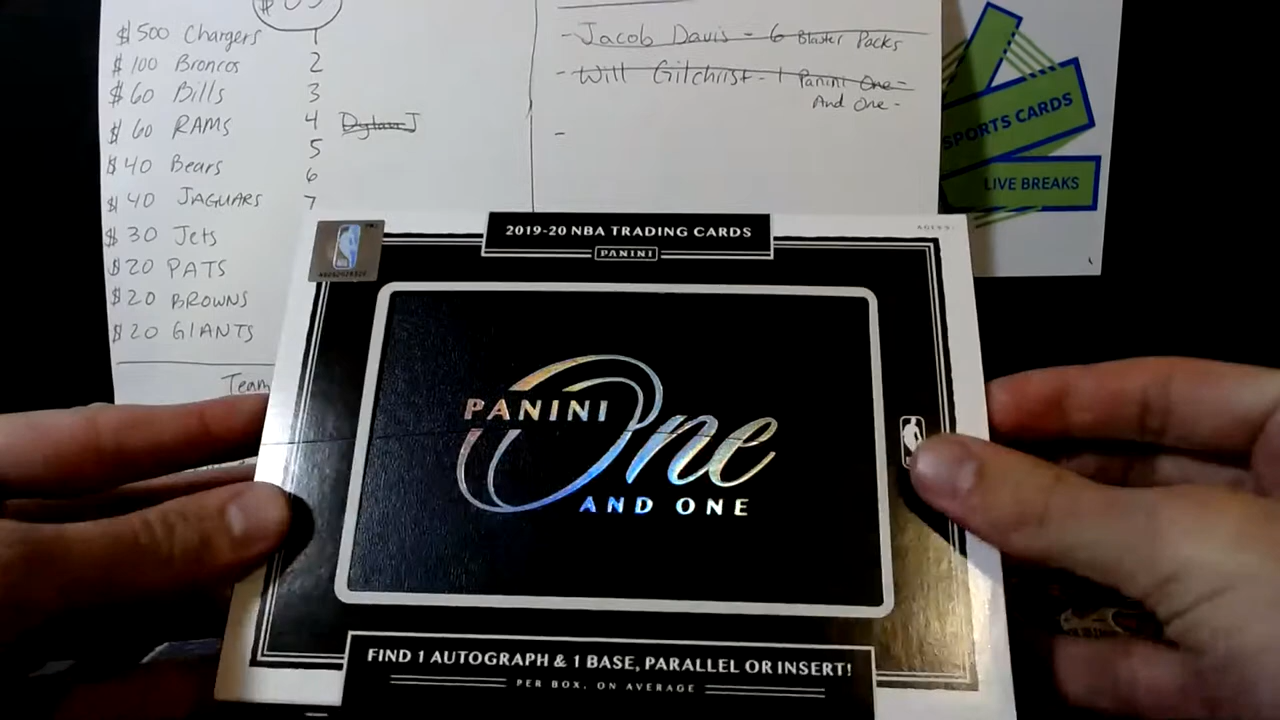 $500 Chargers 1
$100 Broncos 2
$60 Bills 3
$60 RAMS 4 Dylan J
$40 Bears 5
$40 JAGUARS 6
$30 Jets 7
$20 PATS
$20 BROWNS
$20 GIANTS
Team
- Jacob Davis - 6 Blaster Packs
- Will Gilchrist - 1 Panini One-
And One -
-
SPORTS CARDS
LIVE BREAKS
2019-20 NBA TRADING CARDS
PANINI
PANINI
One
AND ONE
FIND 1 AUTOGRAPH & 1 BASE, PARALLEL OR INSERT!
PER BOX, ON AVERAGE